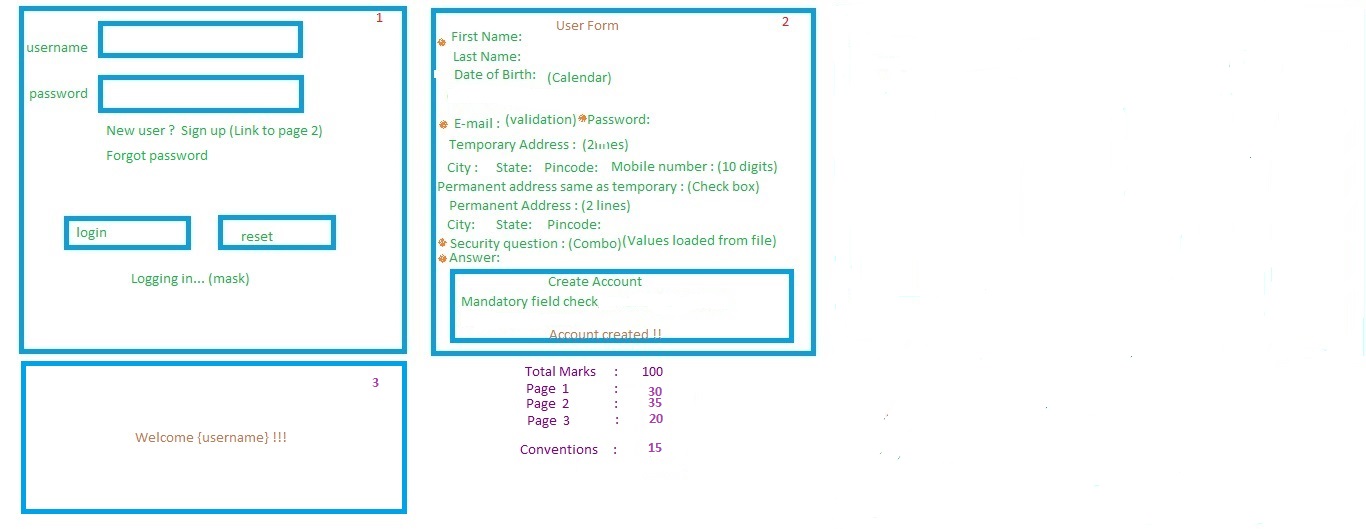 1
username
password
New user ? Sign up (Link to page 2)
Forgot password
login
reset
Logging in... (mask)
2
User Form
First Name:
Last Name:
Date of Birth: (Calendar)
E-mail : (validation) Password:
Temporary Address : (2lines)
City : State: Pincode: Mobile number : (10 digits)
Permanent address same as temporary : (Check box)
Permanent Address : (2 lines)
City: State: Pincode:
Security question : (Combo)(Values loaded from file)
Answer:
Create Account
Mandatory field check
Account created !!
3
Welcome {username} !!!
Total Marks : 100
Page 1 : 30
Page 2 : 35
Page 3 : 20
Conventions : 15